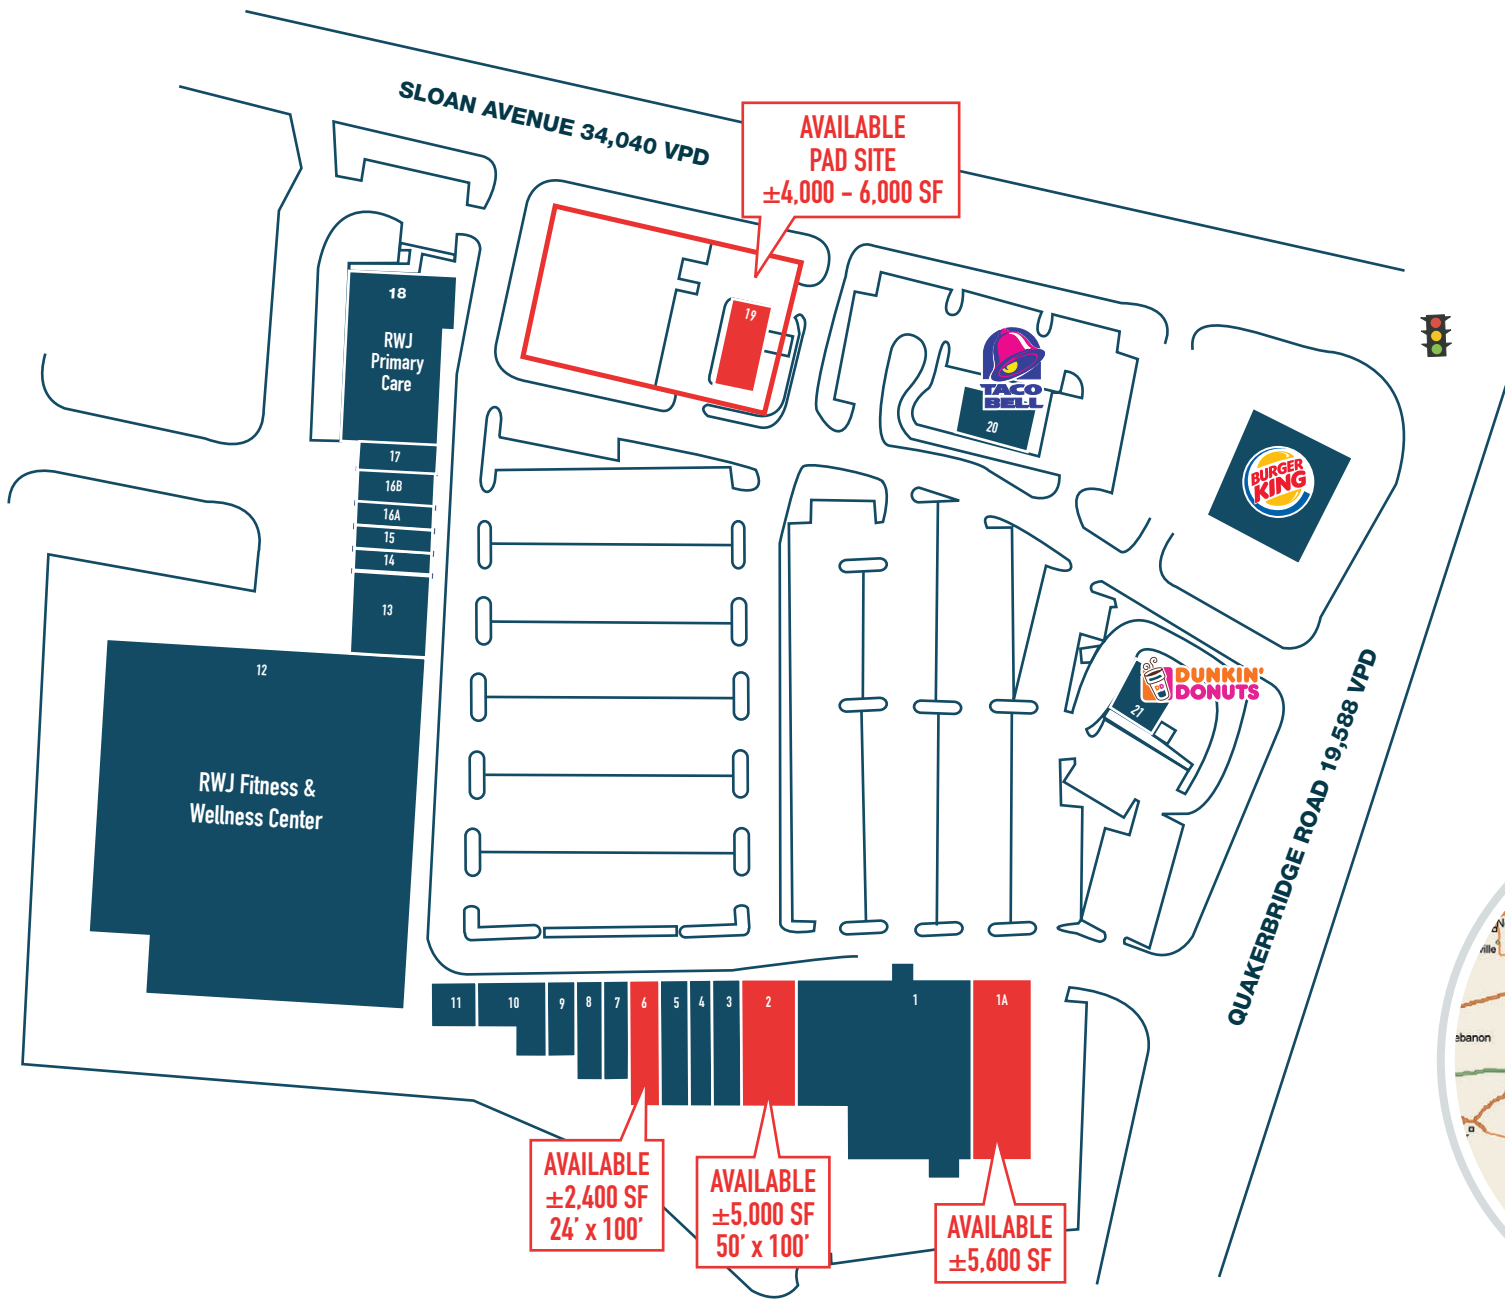 SLOAN AVENUE 34,040 VPD
AVAILABLE
PAD SITE
±4,000 - 6,000 SF
19
18
RWJ
Primary
Care
TACO
BELL
20
BURGER
KING
17
16B
16A
15
14
13
12
RWJ Fitness &
Wellness Center
DUNKIN'
DONUTS
DD
21
QUAKERBRIDGE ROAD 19,588 VPD
11
10
9
8
7
6
5
4
3
2
1
1A
AVAILABLE
±2,400 SF
24' x 100'
AVAILABLE
±5,000 SF
50' x 100'
AVAILABLE
±5,600 SF
ville
ebanon